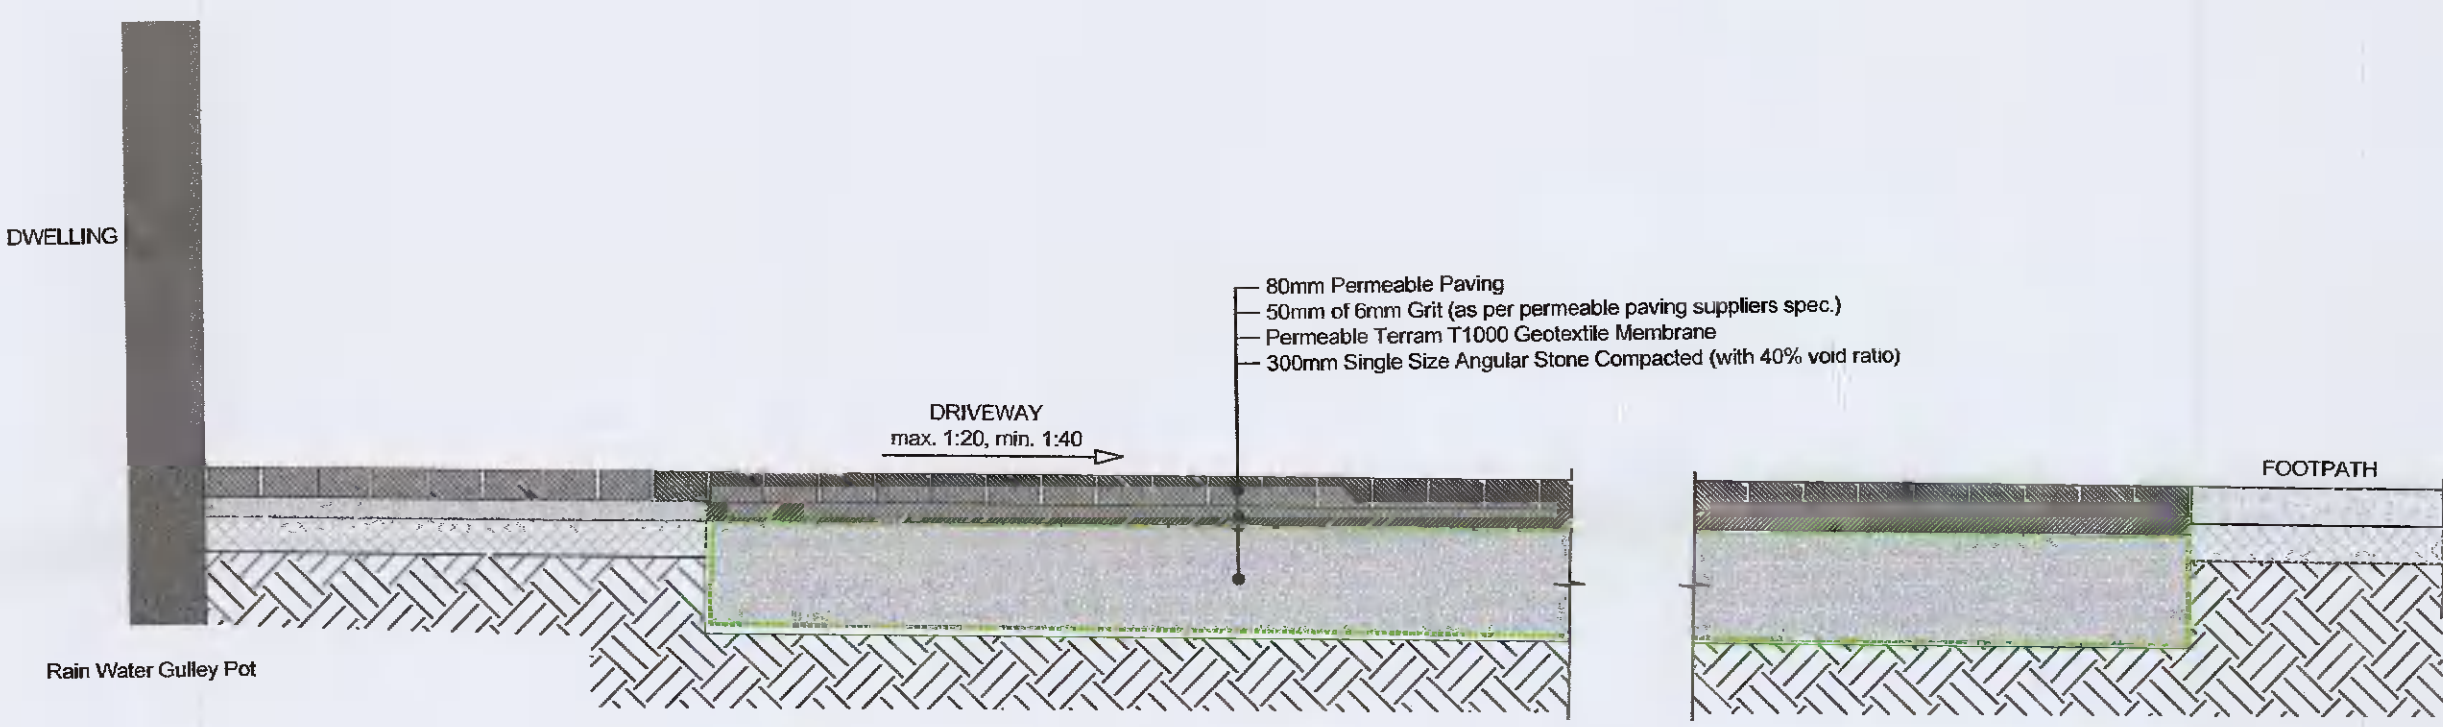 DWELLING
80mm Permeable Paving
50mm of 6mm Grit (as per permeable paving suppliers spec.)
Permeable Terram T1000 Geotextile Membrane
300mm Single Size Angular Stone Compacted (with 40% void ratio)
DRIVEWAY
max. 1:20, min. 1:40
FOOTPATH
Rain Water Gulley Pot